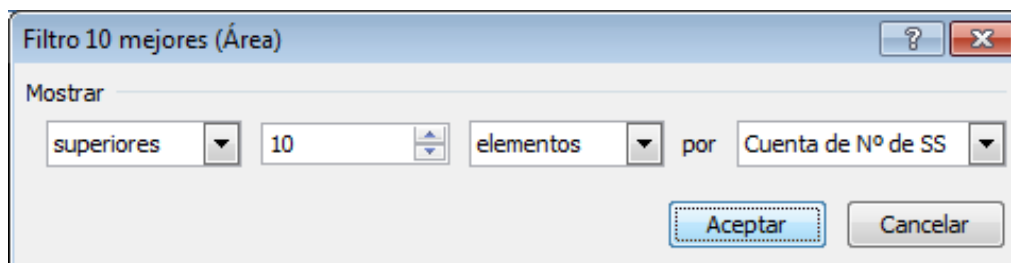 Filtro 10 mejores (Área)
Mostrar
superiores 10 elementos por Cuenta de Nº de SS
Aceptar Cancelar